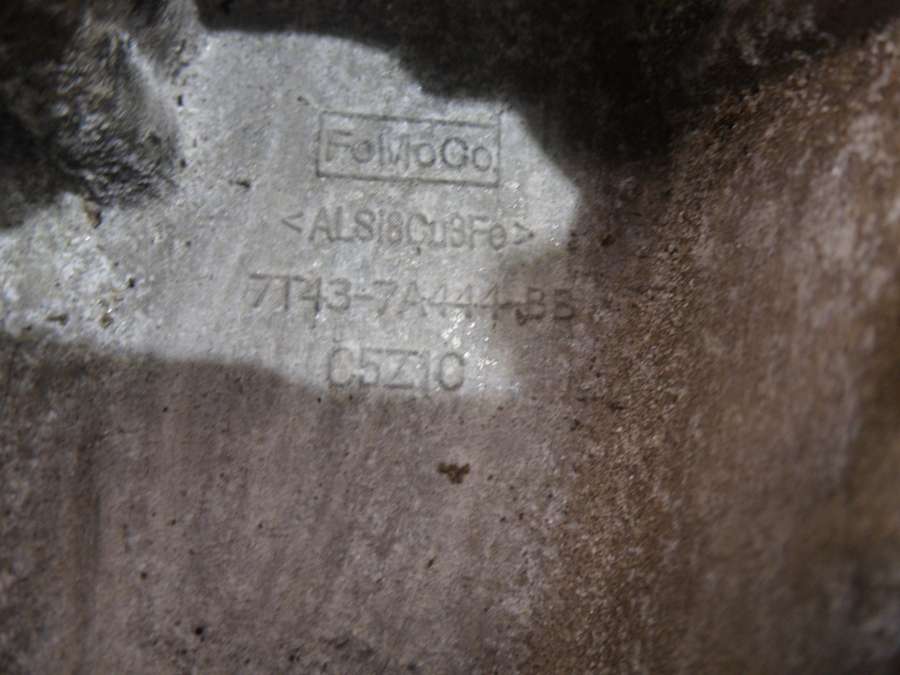 FoMoCo
<ALSi8Cu3Fe>
7T43-7A444-BB
C5Z1C